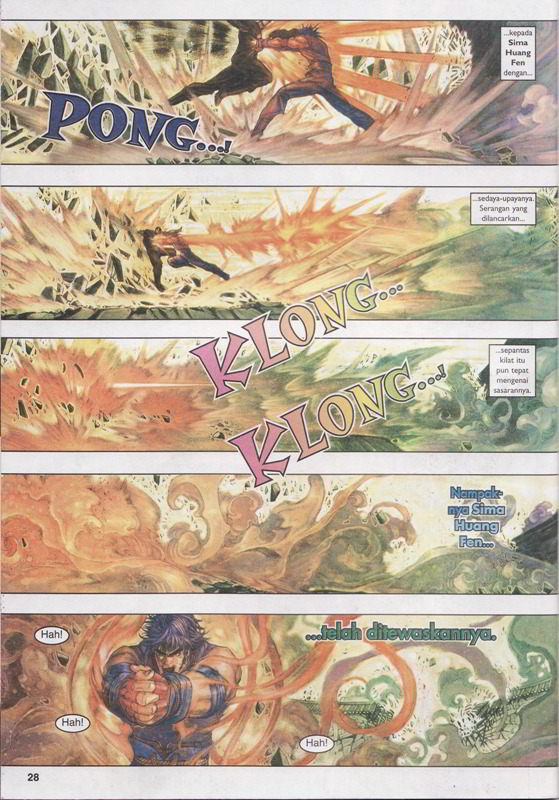 ...kepada
Sima
Huang
Fen
dengan...
PONG...!
...sedaya-upayanya.
Serangan yang
dilancarkan...
KLONG...
...sepantas
kilat itu
pun tepat
mengenai
sasarannya.
KLONG...!
Nampak-
nya Sima
Huang
Fen...
Hah!
...telah ditewaskannya.
Hah!
Hah!
28